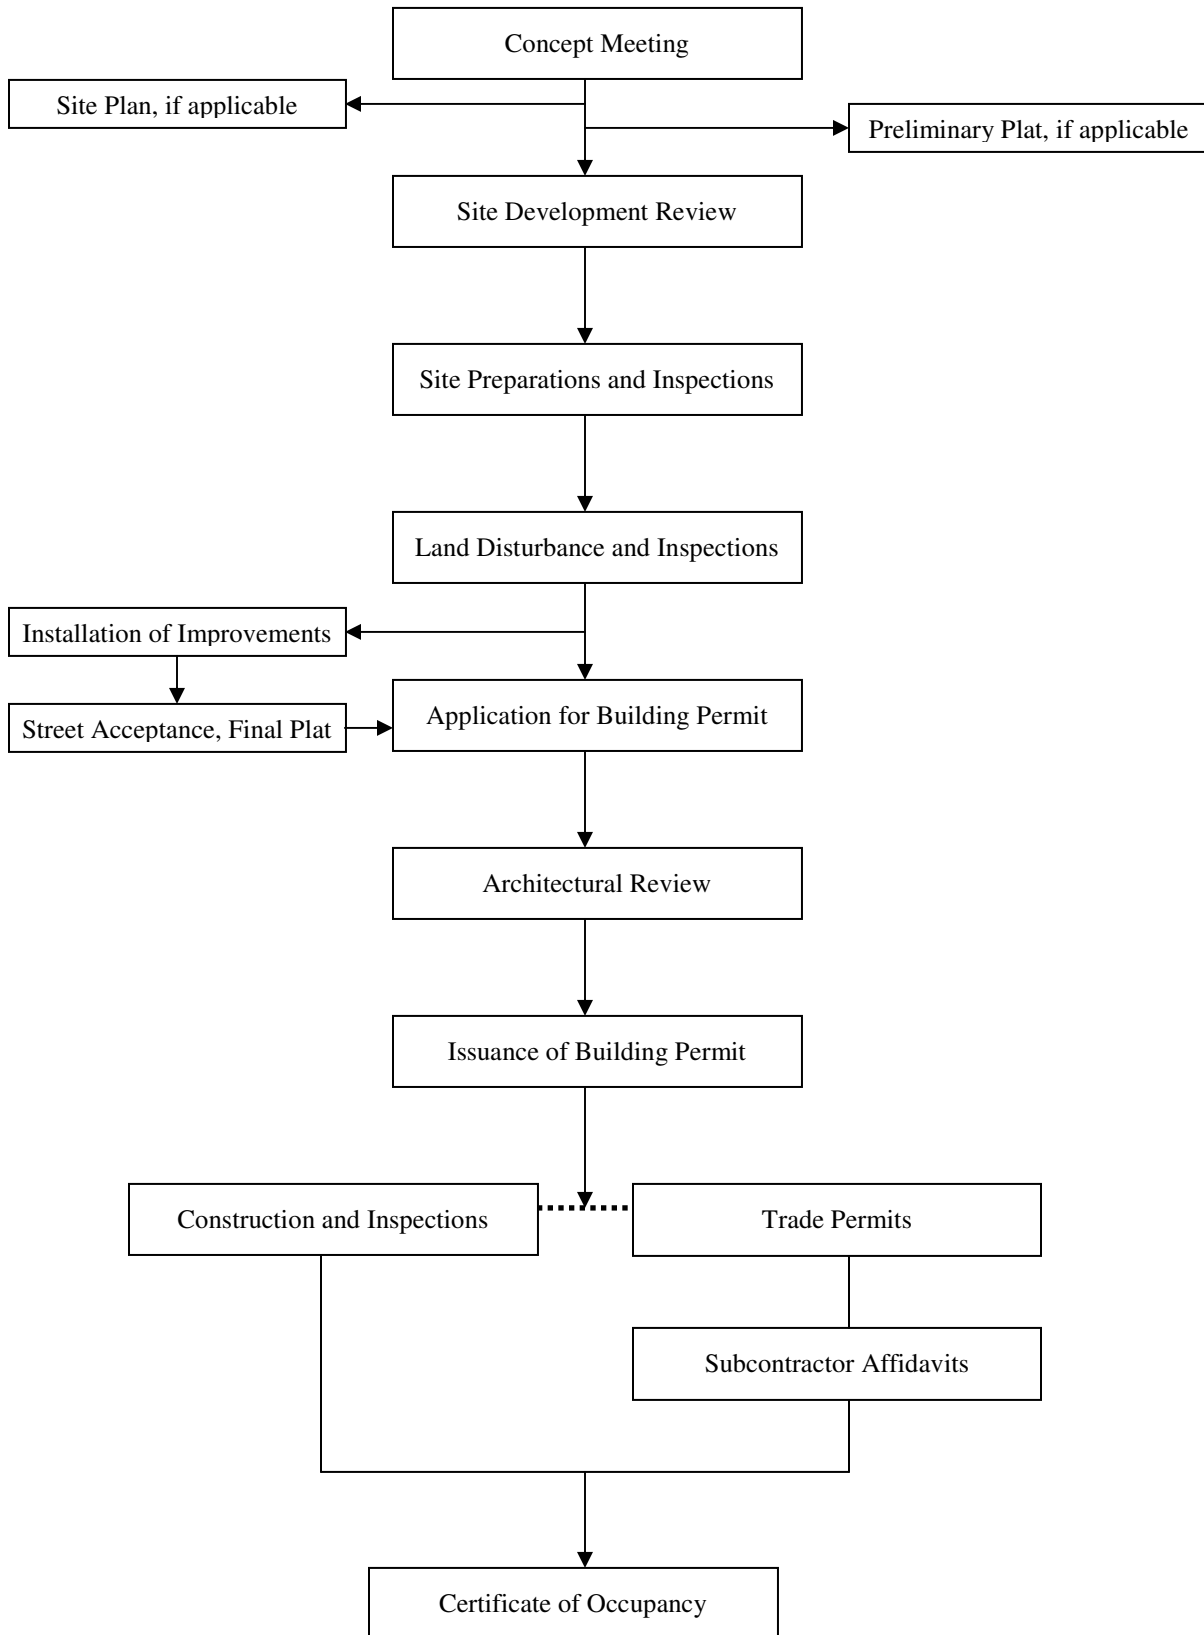 Concept Meeting
Site Plan, if applicable
Preliminary Plat, if applicable
Site Development Review
Site Preparations and Inspections
Land Disturbance and Inspections
Installation of Improvements
Application for Building Permit
Street Acceptance, Final Plat
Architectural Review
Issuance of Building Permit
Construction and Inspections
Trade Permits
Subcontractor Affidavits
Certificate of Occupancy